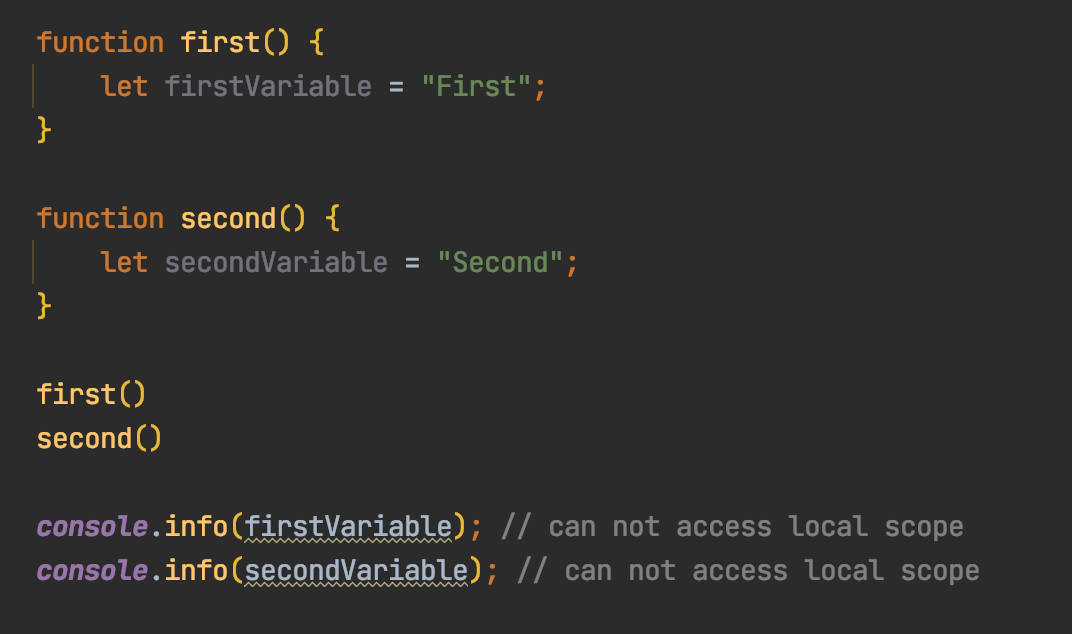 function first() {
    let firstVariable = "First";
}
function second() {
    let secondVariable = "Second";
}
first()
second()
console.info(firstVariable); // can not access local scope
console.info(secondVariable); // can not access local scope